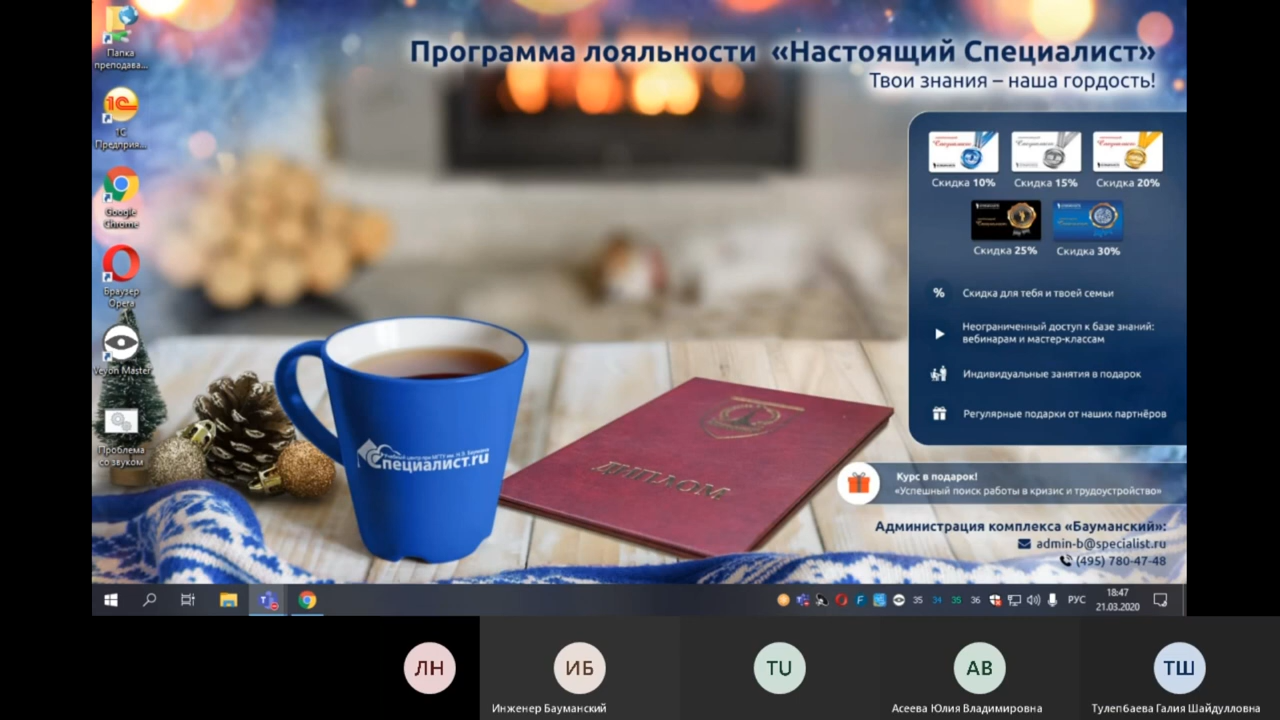 Папка
преподава...
1С
Предприя...
Google
Chrome
Браузер
Opera
Veyon Master
Проблема
со звуком
Программа лояльности «Настоящий Специалист»
Твои знания – наша гордость!
Скидка 10%
Скидка 15%
Скидка 20%
Скидка 25%
Скидка 30%
% Скидка для тебя и твоей семьи
Неограниченный доступ к базе знаний:
вебинарам и мастер-классам
Индивидуальные занятия в подарок
Регулярные подарки от наших партнёров
Специалист.ru
ДИПЛОМ
Курс в подарок!
«Успешный поиск работы в кризис и трудоустройство»
Администрация комплекса «Бауманский»:
admin-b@specialist.ru
(495) 780-47-48
35 34 35 36 РУС
18:47
21.03.2020
ЛН
ИБ
TU
АВ
ТШ
Инженер Бауманский
Асеева Юлия Владимировна
Тулепбаева Галия Шайдулловна